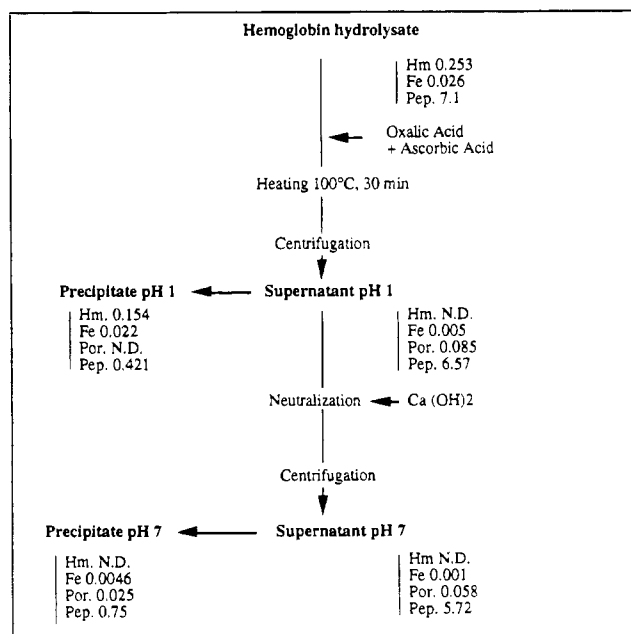 Hemoglobin hydrolysate
Hm 0.253
Fe 0.026
Pep. 7.1
Oxalic Acid
+ Ascorbic Acid
Heating 100°C, 30 min
Centrifugation
Precipitate pH 1
Hm. 0.154
Fe 0.022
Por. N.D.
Pep. 0.421
Supernatant pH 1
Hm. N.D.
Fe 0.005
Por. 0.085
Pep. 6.57
Neutralization
Ca (OH)2
Centrifugation
Precipitate pH 7
Hm. N.D.
Fe 0.0046
Por. 0.025
Pep. 0.75
Supernatant pH 7
Hm N.D.
Fe 0.001
Por. 0.058
Pep. 5.72